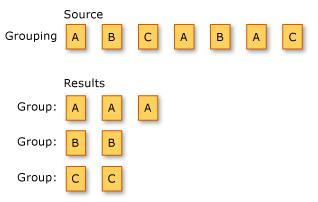 Source
Grouping A B C A B A C
Results
Group: A A A
Group: B B
Group: C C